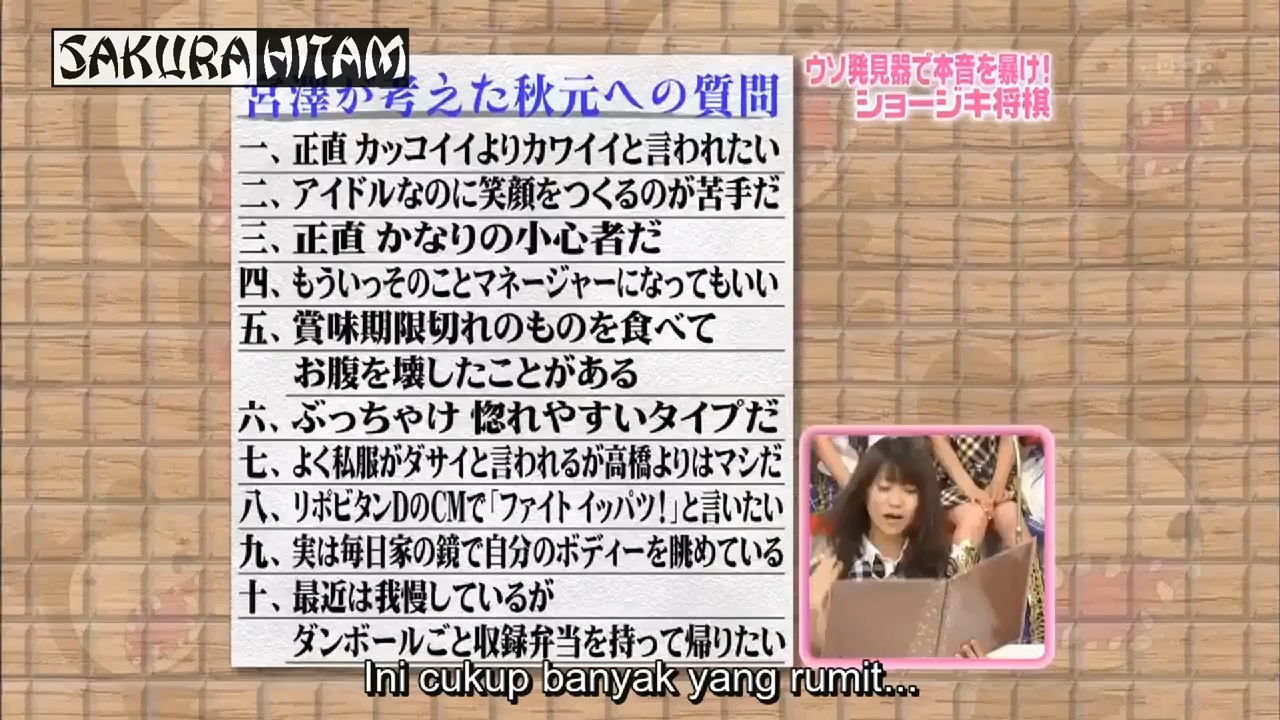 SAKURA HITAM
宮澤が考えた秋元への質問
ウソ発見器で本音を暴け!
ショージキ将棋
一、正直 カッコイイよりカワイイと言われたい
二、アイドルなのに笑顔をつくるのが苦手だ
三、正直 かなりの小心者だ
四、もういっそのことマネージャーになってもいい
五、賞味期限切れのものを食べて
お腹を壊したことがある
六、ぶっちゃけ 惚れやすいタイプだ
七、よく私服がダサイと言われるが高橋よりはマシだ
八、リポビタンDのCMで「ファイト イッパツ!」と言いたい
九、実は毎日家の鏡で自分のボディーを眺めている
十、最近は我慢しているが
ダンボールごと収録弁当を持って帰りたい
Ini cukup banyak yang rumit...